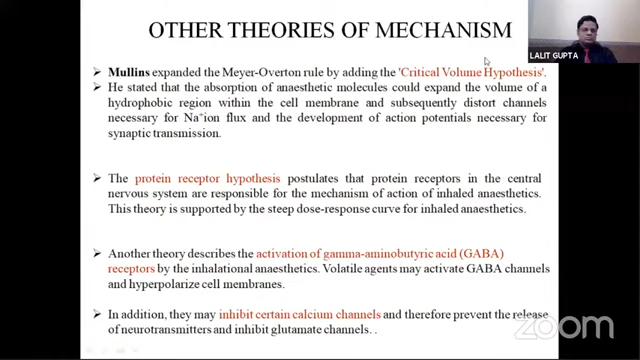 OTHER THEORIES OF MECHANISM
LALIT GUPTA
➢ Mullins expanded the Meyer-Overton rule by adding the 'Critical Volume Hypothesis'.
➢ He stated that the absorption of anaesthetic molecules could expand the volume of a
hydrophobic region within the cell membrane and subsequently distort channels
necessary for Na⁺ion flux and the development of action potentials necessary for
synaptic transmission.
➢ The protein receptor hypothesis postulates that protein receptors in the central
nervous system are responsible for the mechanism of action of inhaled anaesthetics.
This theory is supported by the steep dose-response curve for inhaled anaesthetics.
➢ Another theory describes the activation of gamma-aminobutyric acid (GABA)
receptors by the inhalational anaesthetics. Volatile agents may activate GABA channels
and hyperpolarize cell membranes.
➢ In addition, they may inhibit certain calcium channels and therefore prevent the release
of neurotransmitters and inhibit glutamate channels. .
zoom